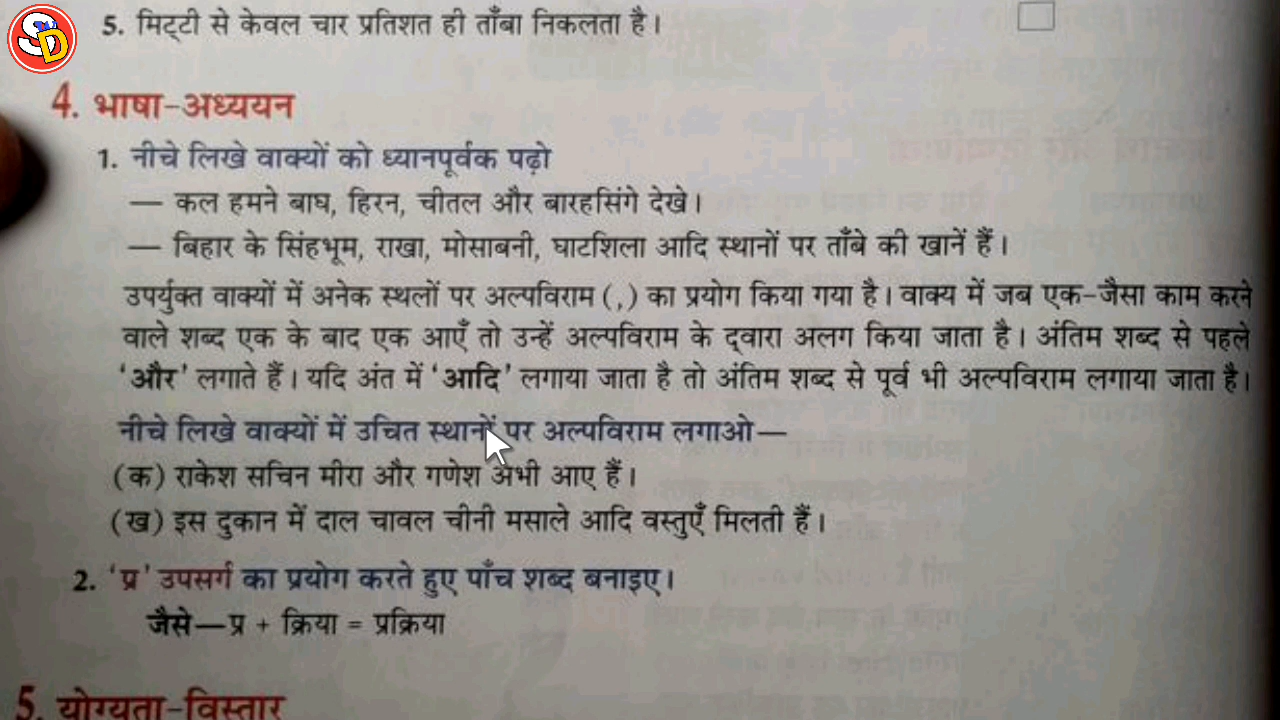 SD
5. मिट्टी से केवल चार प्रतिशत ही ताँबा निकलता है।
4. भाषा-अध्ययन
1. नीचे लिखे वाक्यों को ध्यानपूर्वक पढ़ो
— कल हमने बाघ, हिरन, चीतल और बारहसिंगे देखे।
— बिहार के सिंहभूम, राखा, मोसाबनी, घाटशिला आदि स्थानों पर ताँबे की खानें हैं।
उपर्युक्त वाक्यों में अनेक स्थलों पर अल्पविराम (,) का प्रयोग किया गया है। वाक्य में जब एक-जैसा काम करने
वाले शब्द एक के बाद एक आएँ तो उन्हें अल्पविराम के द्वारा अलग किया जाता है। अंतिम शब्द से पहले
‘और’ लगाते हैं। यदि अंत में ‘आदि’ लगाया जाता है तो अंतिम शब्द से पूर्व भी अल्पविराम लगाया जाता है।
नीचे लिखे वाक्यों में उचित स्थानों पर अल्पविराम लगाओ—
(क) राकेश सचिन मीरा और गणेश अभी आए हैं।
(ख) इस दुकान में दाल चावल चीनी मसाले आदि वस्तुएँ मिलती हैं।
2. ‘प्र’ उपसर्ग का प्रयोग करते हुए पाँच शब्द बनाइए।
जैसे—प्र + क्रिया = प्रक्रिया
5. योग्यता-विस्तार